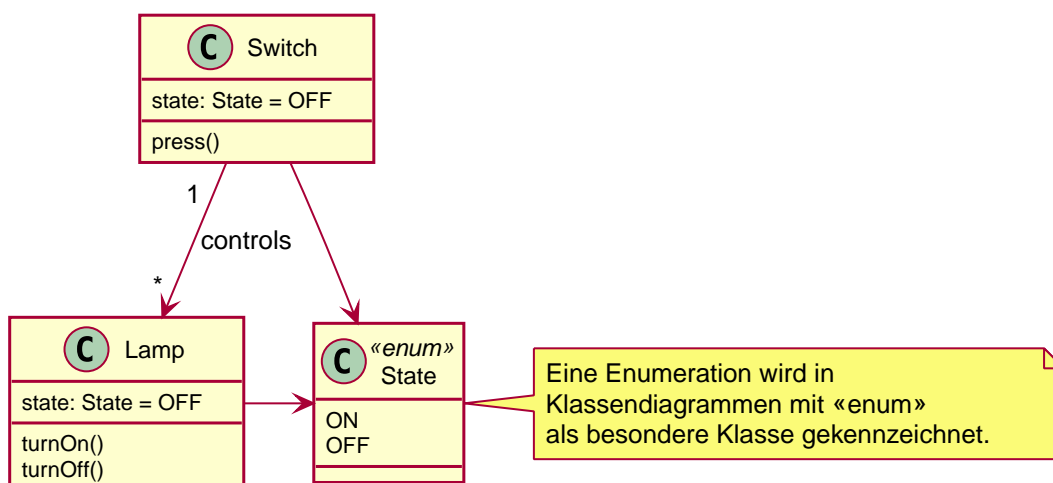 C Switch
state: State = OFF
press()
1
controls
*
C Lamp
state: State = OFF
turnOn()
turnOff()
C «enum»
State
ON
OFF
Eine Enumeration wird in
Klassendiagrammen mit «enum»
als besondere Klasse gekennzeichnet.